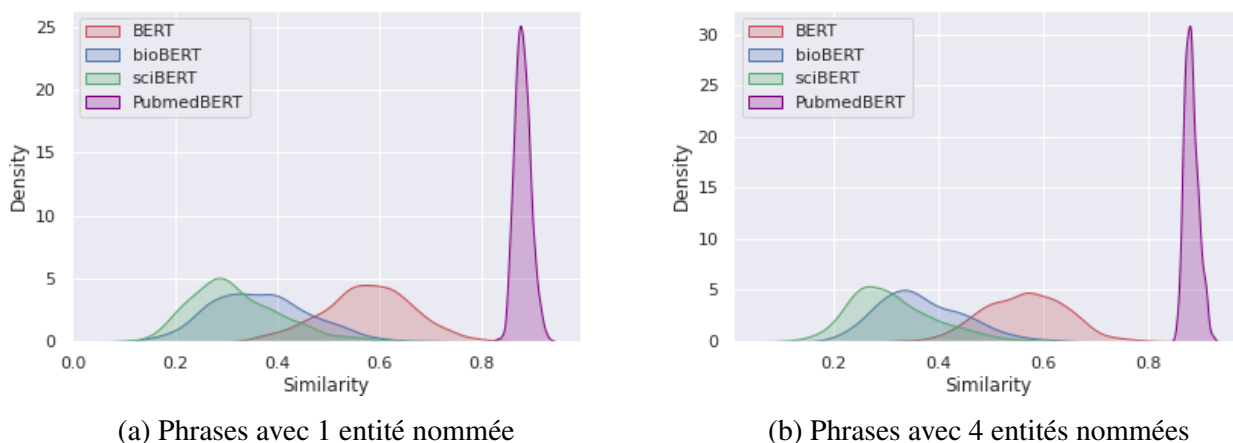 25
20
15
10
5
0
Density
BERT
bioBERT
sciBERT
PubmedBERT
0.0 0.2 0.4 0.6 0.8
Similarity
(a) Phrases avec 1 entité nommée
30
25
20
15
10
5
0
Density
BERT
bioBERT
sciBERT
PubmedBERT
0.2 0.4 0.6 0.8
Similarity
(b) Phrases avec 4 entités nommées